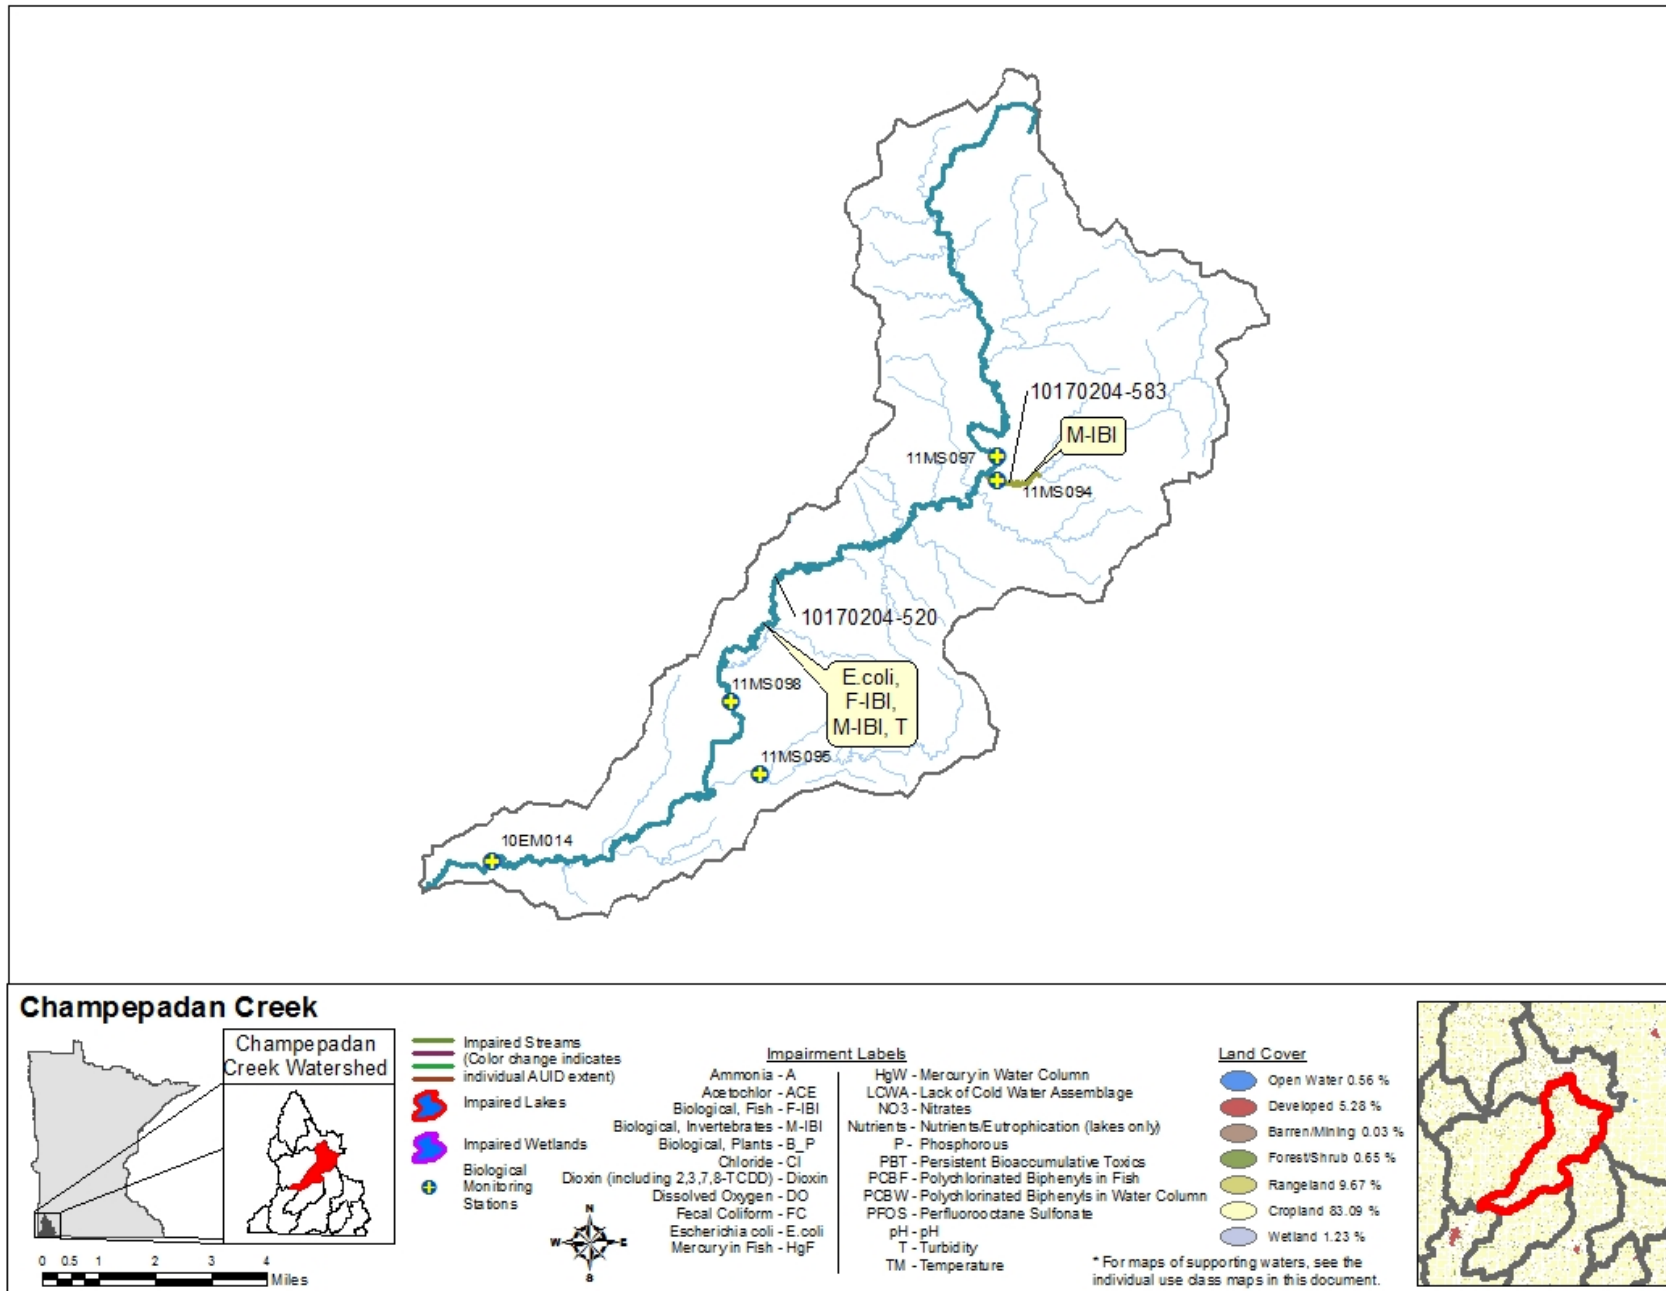 10170204-583
M-IBI
11MS097
11MS094
10170204-520
E.coli,
F-IBI,
M-IBI, T
11MS098
11MS095
10EM014
Champepadan Creek
Champepadan
Creek Watershed
0 0.5 1 2 3 4
Miles
Impaired Streams
(Color change indicates
individual AUID extent)
Impaired Lakes
Impaired Wetlands
Biological
Monitoring
Stations
N
W E
S
Impairment Labels
Ammonia - A
Acetochlor - ACE
Biological, Fish - F-IBI
Biological, Invertebrates - M-IBI
Biological, Plants - B_P
Chloride - Cl
Dioxin (including 2,3,7,8-TCDD) - Dioxin
Dissolved Oxygen - DO
Fecal Coliform - FC
Escherichia coli - E.coli
Mercury in Fish - HgF
HgW - Mercury in Water Column
LCWA - Lack of Cold Water Assemblage
NO3 - Nitrates
Nutrients - Nutrients/Eutrophication (lakes only)
P - Phosphorous
PBT - Persistent Bioaccumulative Toxics
PCBF - Polychlorinated Biphenyls in Fish
PCBW - Polychlorinated Biphenyls in Water Column
PFOS - Perfluorooctane Sulfonate
pH - pH
T - Turbidity
TM - Temperature
Land Cover
Open Water 0.56 %
Developed 5.28 %
Barren/Mining 0.03 %
Forest/Shrub 0.65 %
Rangeland 9.67 %
Cropland 83.09 %
Wetland 1.23 %
* For maps of supporting waters, see the
individual use class maps in this document.